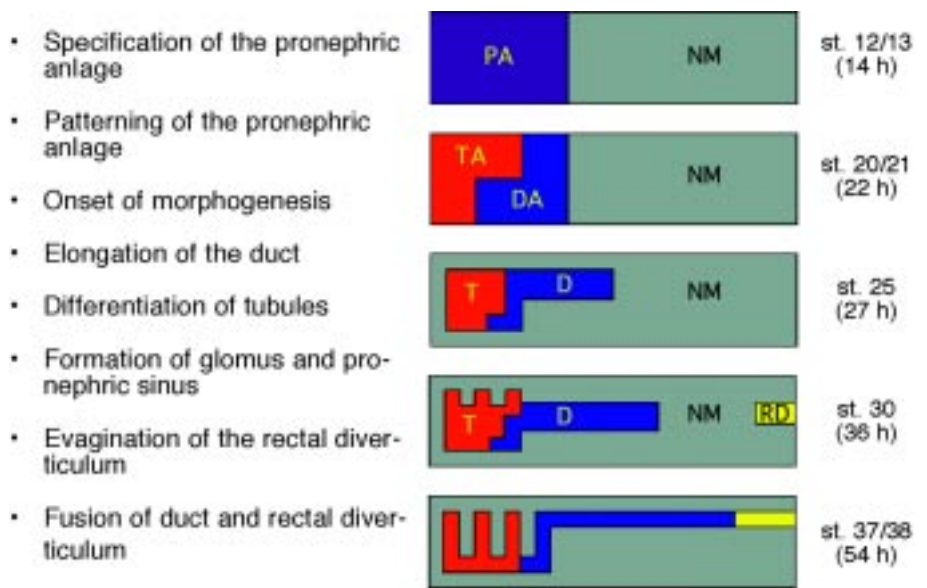 • Specification of the pronephric
anlage
• Patterning of the pronephric
anlage
• Onset of morphogenesis
• Elongation of the duct
• Differentiation of tubules
• Formation of glomus and pro-
nephric sinus
• Evagination of the rectal diver-
ticulum
• Fusion of duct and rectal diver-
ticulum
PA NM
st. 12/13
(14 h)
TA DA NM
st. 20/21
(22 h)
T D NM
st. 25
(27 h)
T D NM RD
st. 30
(36 h)
st. 37/38
(54 h)